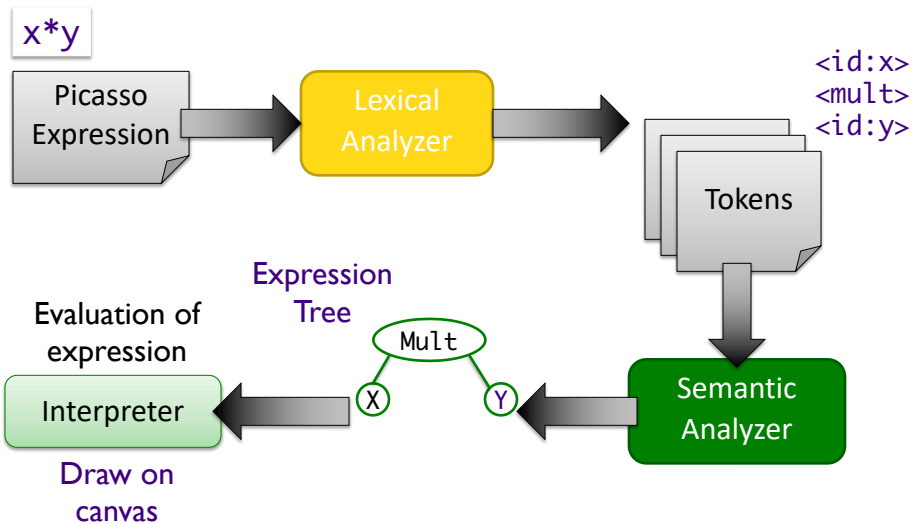 x*y
Picasso
Expression
Lexical
Analyzer
<id:x>
<mult>
<id:y>
Tokens
Expression
Tree
Evaluation of
expression
Mult
X
Y
Semantic
Analyzer
Interpreter
Draw on
canvas